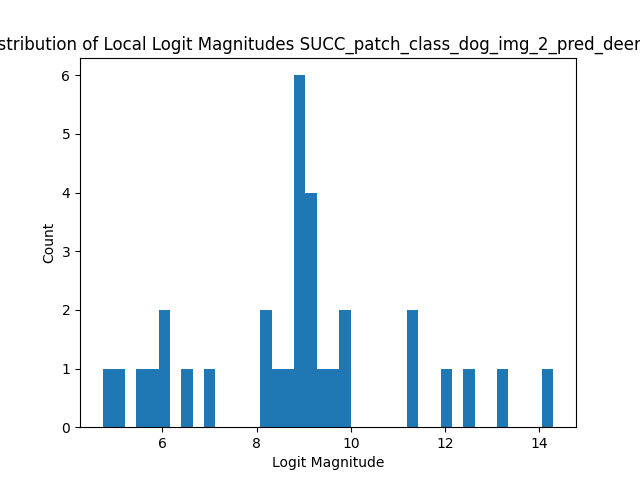 stribution of Local Logit Magnitudes SUCC_patch_class_dog_img_2_pred_deer
6
5
4
3
2
1
0
Count
6 8 10 12 14
Logit Magnitude